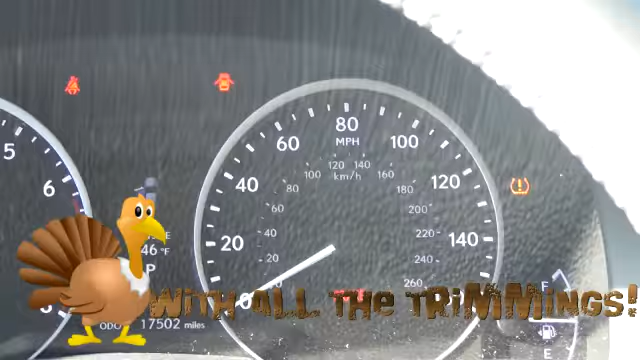 5
6
80
MPH
60
100
120 140
100
km/h
160
40
80
180
120
60
200
20
40
220
140
20
240
260
0
46 °F
P
WITH ALL THE TRIMMINGS!
ODO 17502 miles
F
E